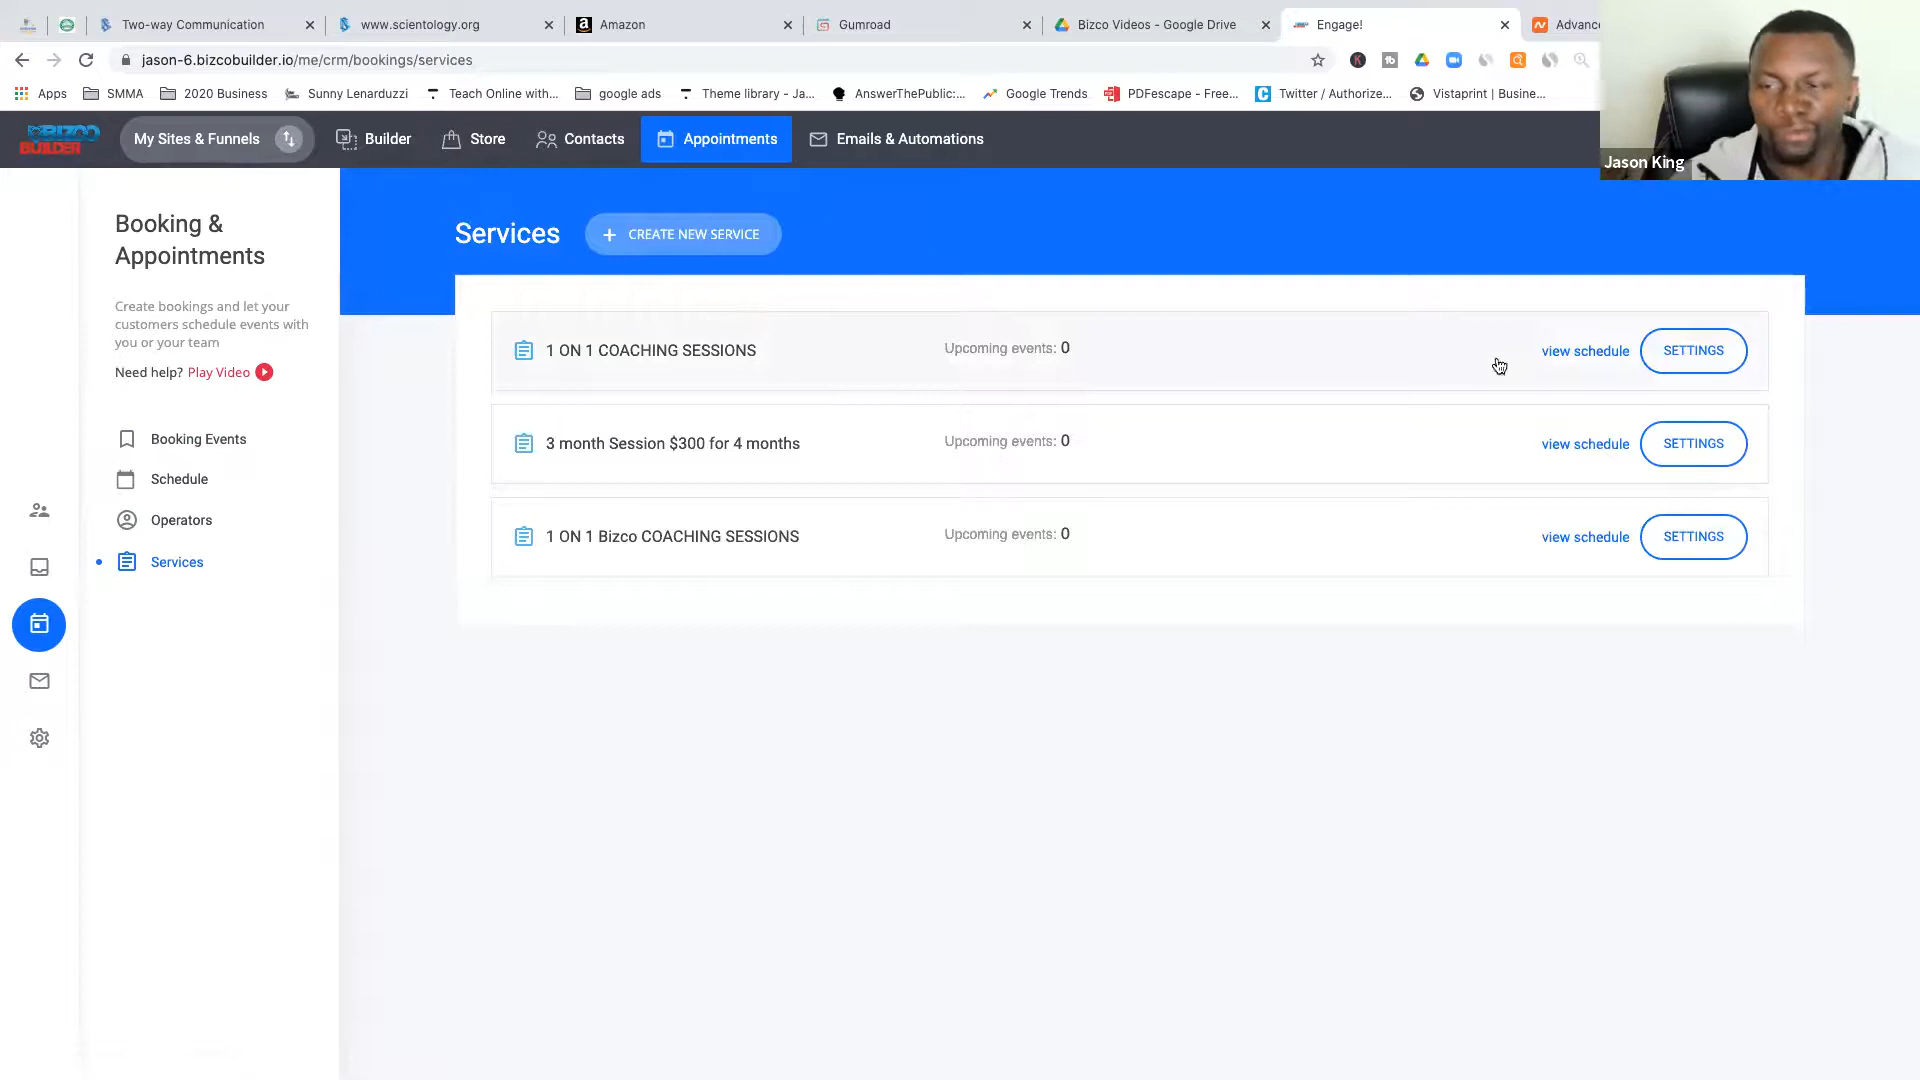 Two-way Communication
www.scientology.org
Amazon
Gumroad
Bizco Videos - Google Drive
Engage!
Advanc
jason-6.bizcobuilder.io/me/crm/bookings/services
Apps
SMMA
2020 Business
Sunny Lenarduzzi
Teach Online with...
google ads
Theme library - Ja...
AnswerThePublic:...
Google Trends
PDFescape - Free...
Twitter / Authorize...
Vistaprint | Busine...
BIZCO
BUILDER
My Sites & Funnels
Builder
Store
Contacts
Appointments
Emails & Automations
Jason King
Booking &
Appointments
Create bookings and let your
customers schedule events with
you or your team
Need help? Play Video
Booking Events
Schedule
Operators
Services
Services
+ CREATE NEW SERVICE
1 ON 1 COACHING SESSIONS
Upcoming events: 0
view schedule
SETTINGS
3 month Session $300 for 4 months
Upcoming events: 0
view schedule
SETTINGS
1 ON 1 Bizco COACHING SESSIONS
Upcoming events: 0
view schedule
SETTINGS